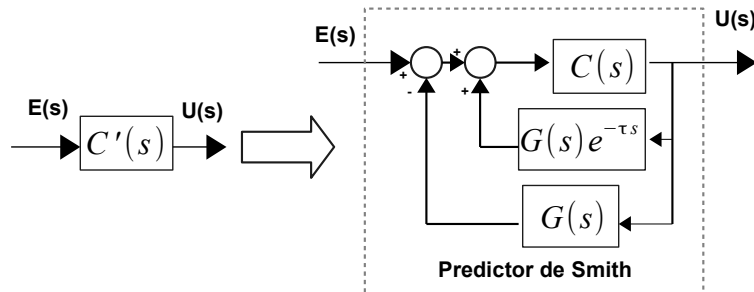 U(s)
E(s)
+
+
+
-
C(s)
E(s)
U(s)
C'(s)
G(s)e^{-τs}
G(s)
Predictor de Smith